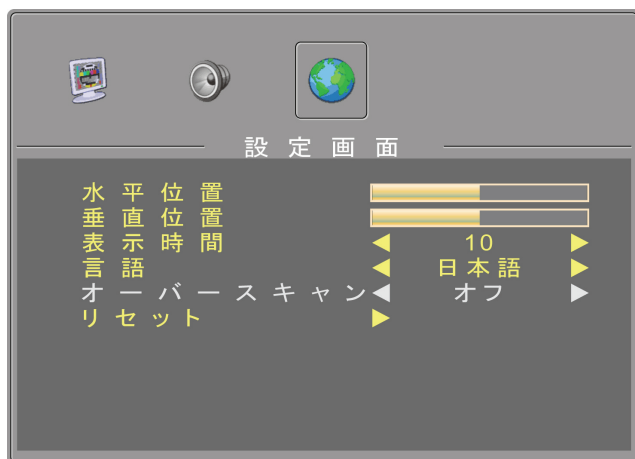 設定画面
水平位置
垂直位置
表示時間 10
言語 日本語
オーバースキャン オフ
リセット